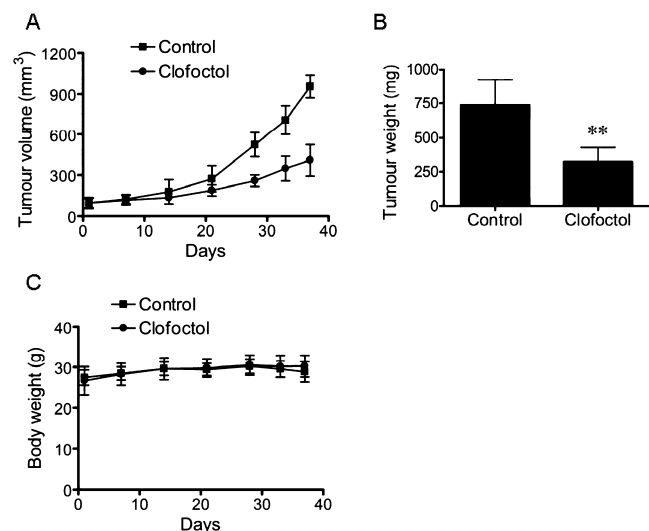 A
Control
Clofoctol
Tumour volume (mm3)
1200
900
600
300
0
0 10 20 30 40
Days
B
Tumour weight (mg)
1000
750
500
250
0
**
Control Clofoctol
C
Control
Clofoctol
Body weight (g)
40
30
20
10
0
0 10 20 30 40
Days